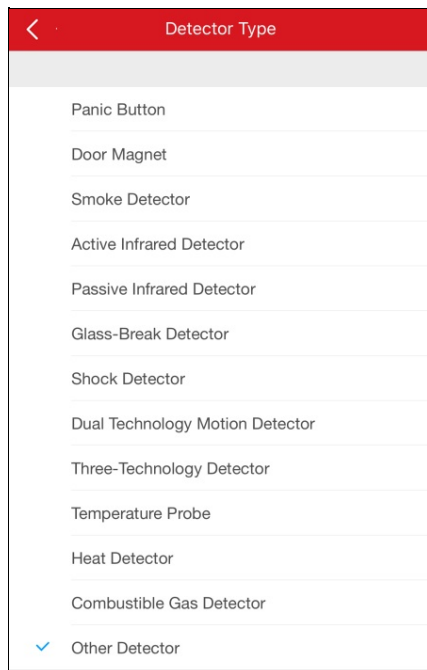 Detector Type
Panic Button
Door Magnet
Smoke Detector
Active Infrared Detector
Passive Infrared Detector
Glass-Break Detector
Shock Detector
Dual Technology Motion Detector
Three-Technology Detector
Temperature Probe
Heat Detector
Combustible Gas Detector
Other Detector